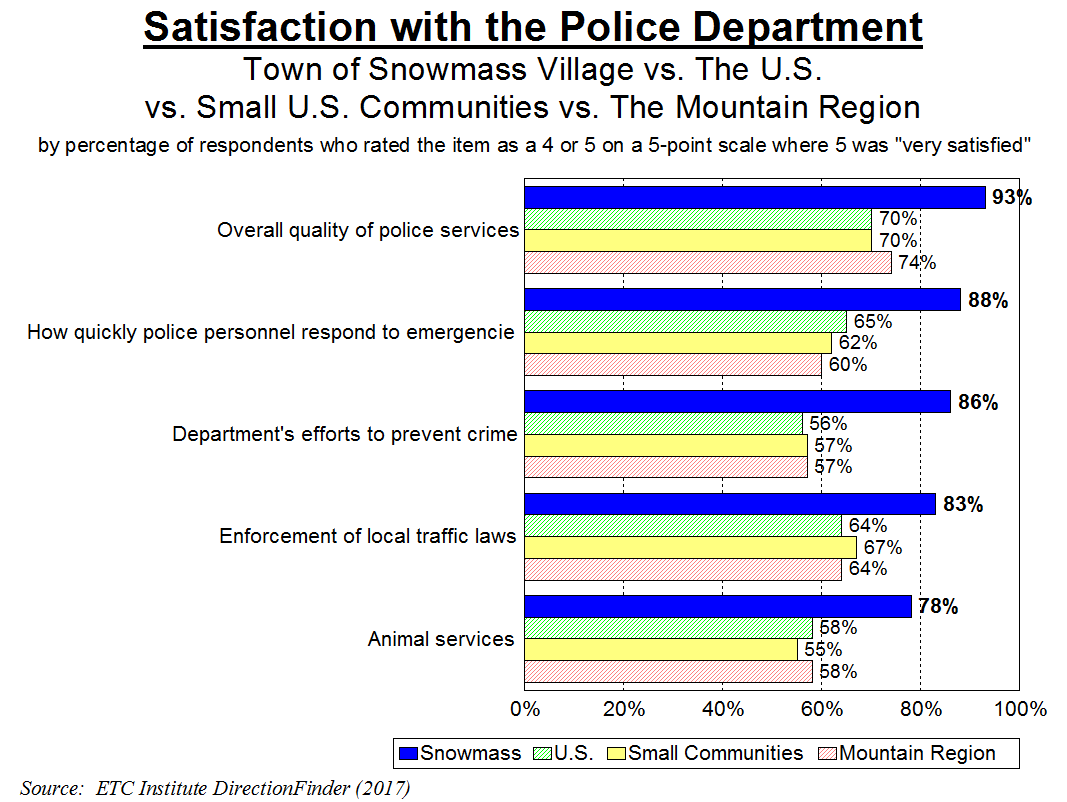 Satisfaction with the Police Department
Town of Snowmass Village vs. The U.S.
vs. Small U.S. Communities vs. The Mountain Region
by percentage of respondents who rated the item as a 4 or 5 on a 5-point scale where 5 was "very satisfied"
Overall quality of police services
93%
70%
70%
74%
How quickly police personnel respond to emergencie
88%
65%
62%
60%
Department's efforts to prevent crime
86%
56%
57%
57%
Enforcement of local traffic laws
83%
64%
67%
64%
Animal services
78%
58%
55%
58%
0% 20% 40% 60% 80% 100%
Snowmass U.S. Small Communities Mountain Region
Source: ETC Institute DirectionFinder (2017)